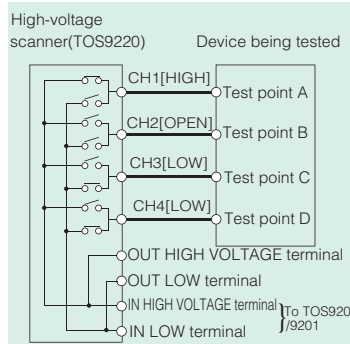 High-voltage
scanner(TOS9220)
Device being tested
CH1[HIGH]
Test point A
CH2[OPEN]
Test point B
CH3[LOW]
Test point C
CH4[LOW]
Test point D
OUT HIGH VOLTAGE terminal
OUT LOW terminal
IN HIGH VOLTAGE terminal
IN LOW terminal
To TOS920
/9201